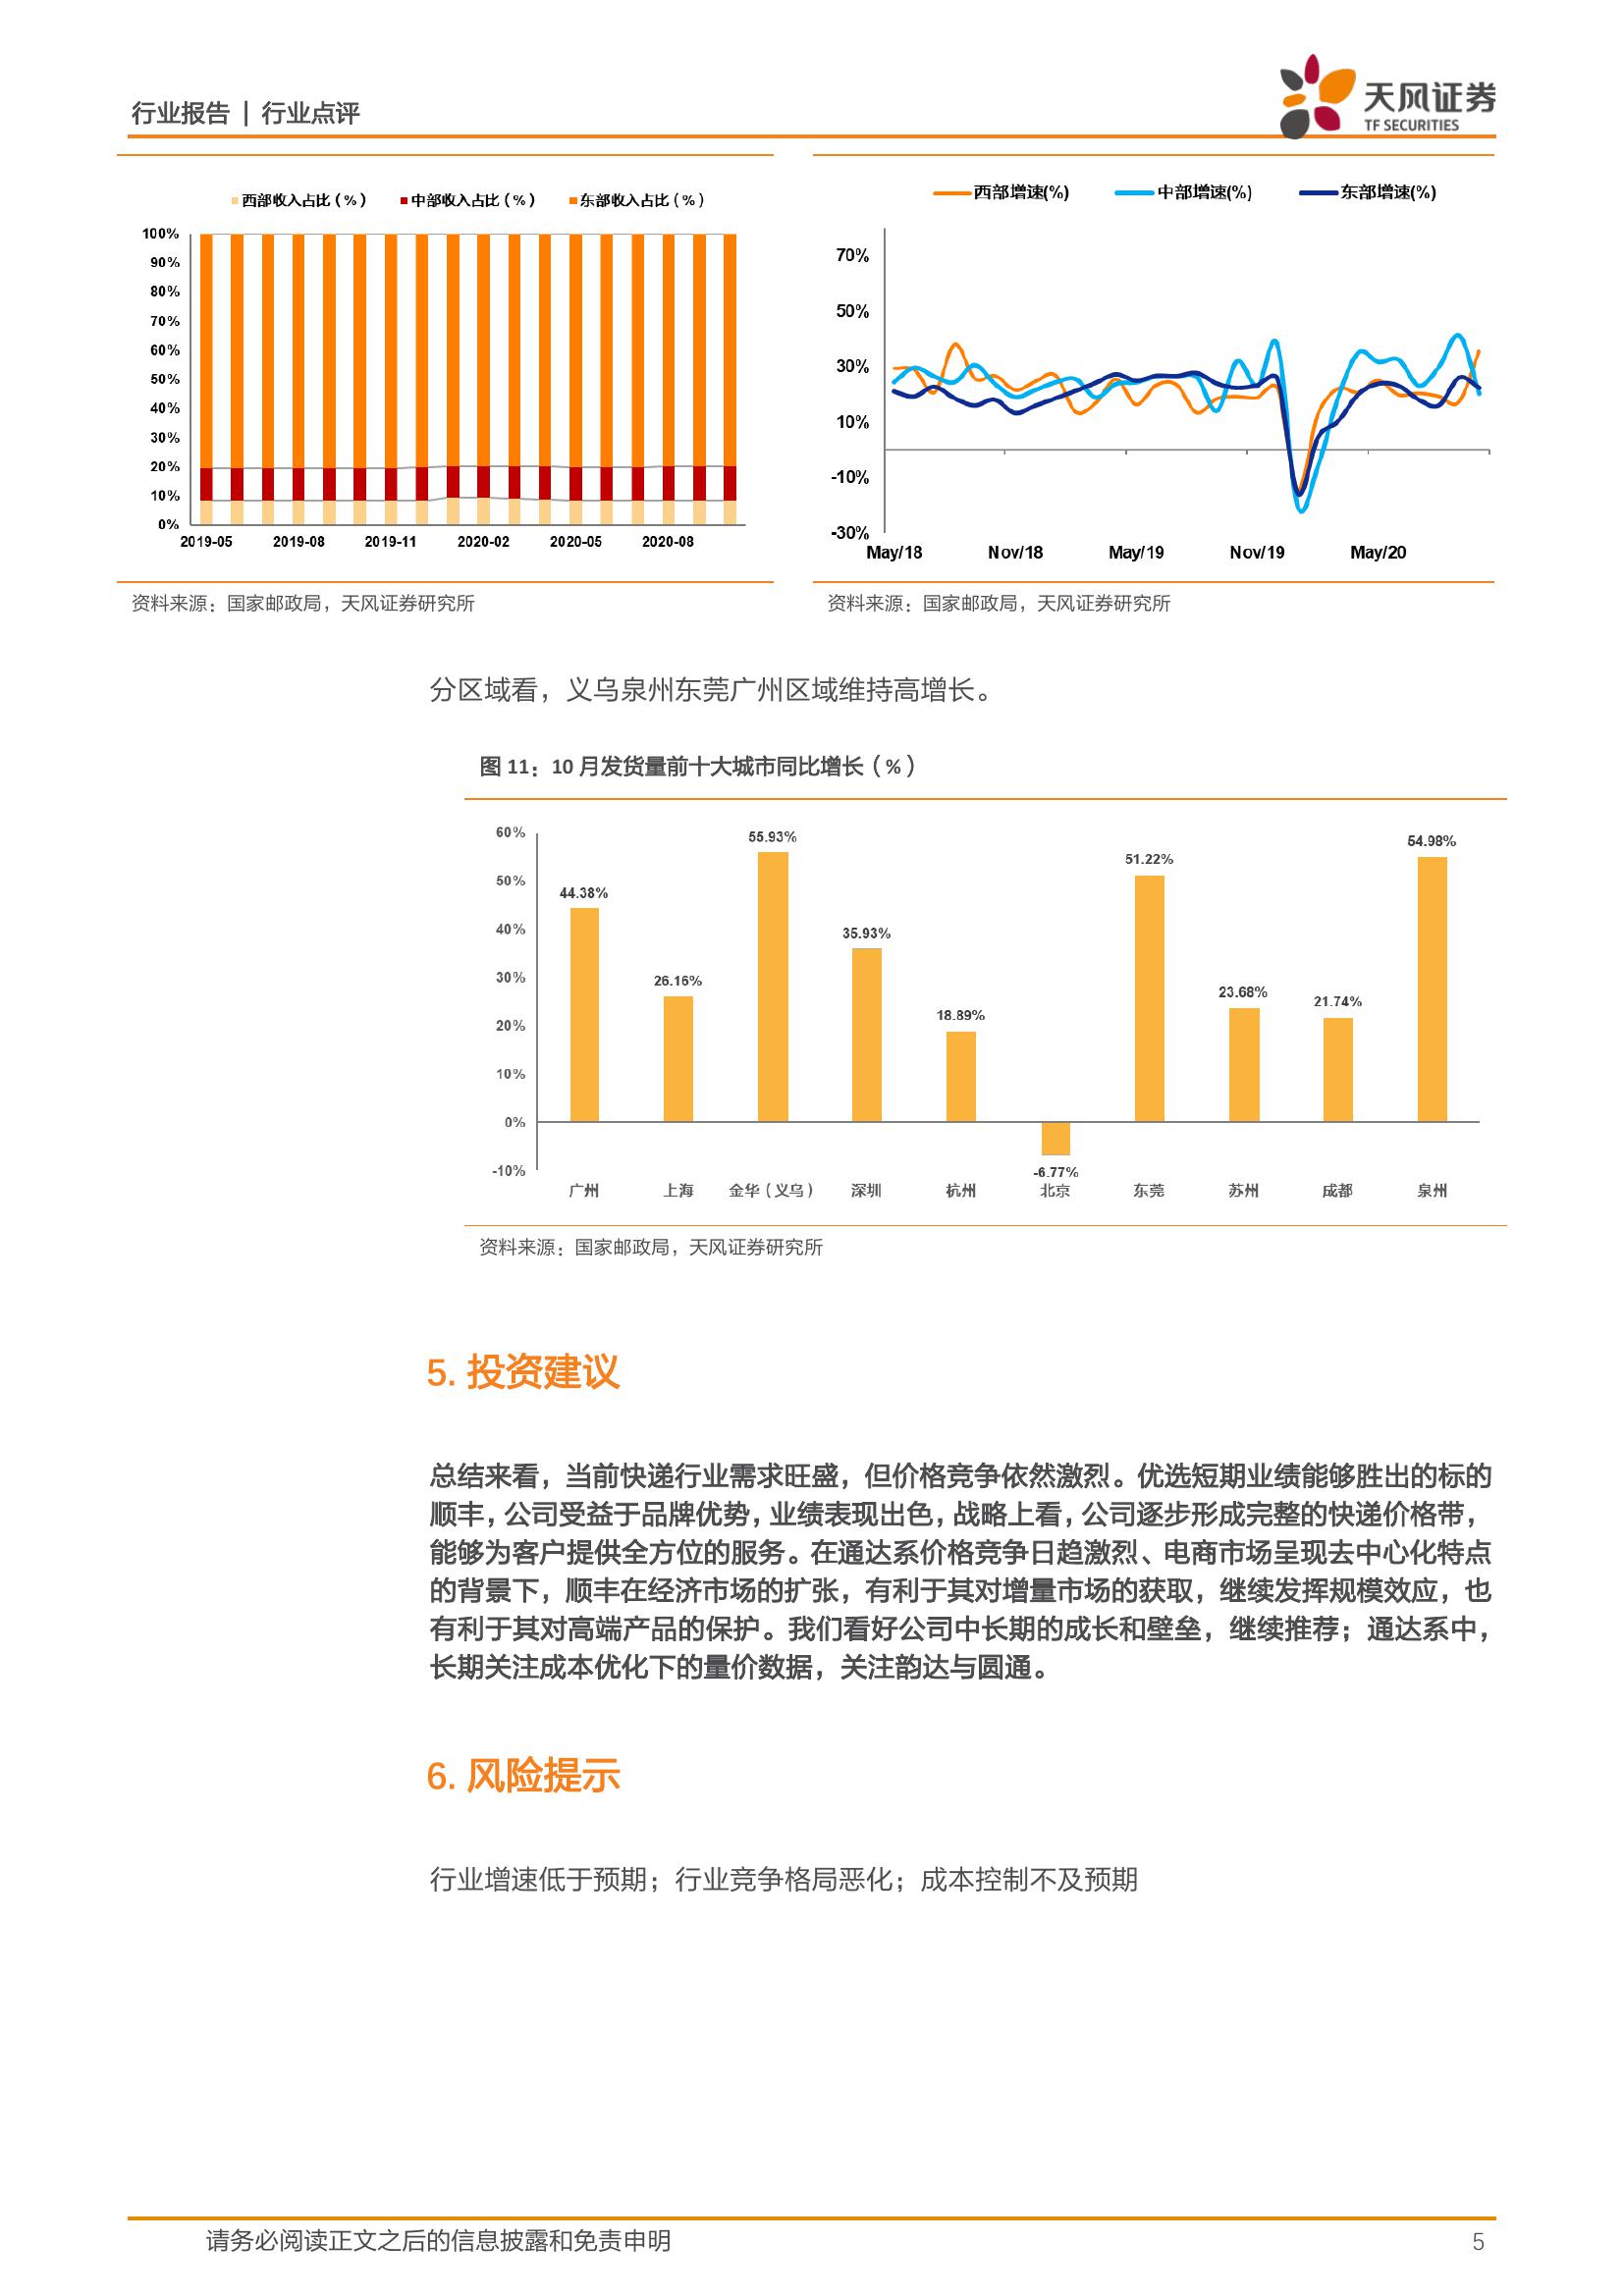 行业报告 | 行业点评
天风证券
TF SECURITIES
西部收入占比（%） 中部收入占比（%） 东部收入占比（%）
100%
90%
80%
70%
60%
50%
40%
30%
20%
10%
0%
2019-05 2019-08 2019-11 2020-02 2020-05 2020-08
资料来源：国家邮政局，天风证券研究所
西部增速(%) 中部增速(%) 东部增速(%)
70%
50%
30%
10%
-10%
-30%
May/18 Nov/18 May/19 Nov/19 May/20
资料来源：国家邮政局，天风证券研究所
分区域看，义乌泉州东莞广州区域维持高增长。
图 11：10 月发货量前十大城市同比增长（%）
60%
50%
40%
30%
20%
10%
0%
-10%
44.38% 26.16% 55.93% 35.93% 18.89% -6.77% 51.22% 23.68% 21.74% 54.98%
广州 上海 金华（义乌） 深圳 杭州 北京 东莞 苏州 成都 泉州
资料来源：国家邮政局，天风证券研究所
5. 投资建议
总结来看，当前快递行业需求旺盛，但价格竞争依然激烈。优选短期业绩能够胜出的标的
顺丰，公司受益于品牌优势，业绩表现出色，战略上看，公司逐步形成完整的快递价格带，
能够为客户提供全方位的服务。在通达系价格竞争日趋激烈、电商市场呈现去中心化特点
的背景下，顺丰在经济市场的扩张，有利于其对增量市场的获取，继续发挥规模效应，也
有利于其对高端产品的保护。我们看好公司中长期的成长和壁垒，继续推荐；通达系中，
长期关注成本优化下的量价数据，关注韵达与圆通。
6. 风险提示
行业增速低于预期；行业竞争格局恶化；成本控制不及预期
请务必阅读正文之后的信息披露和免责申明 5